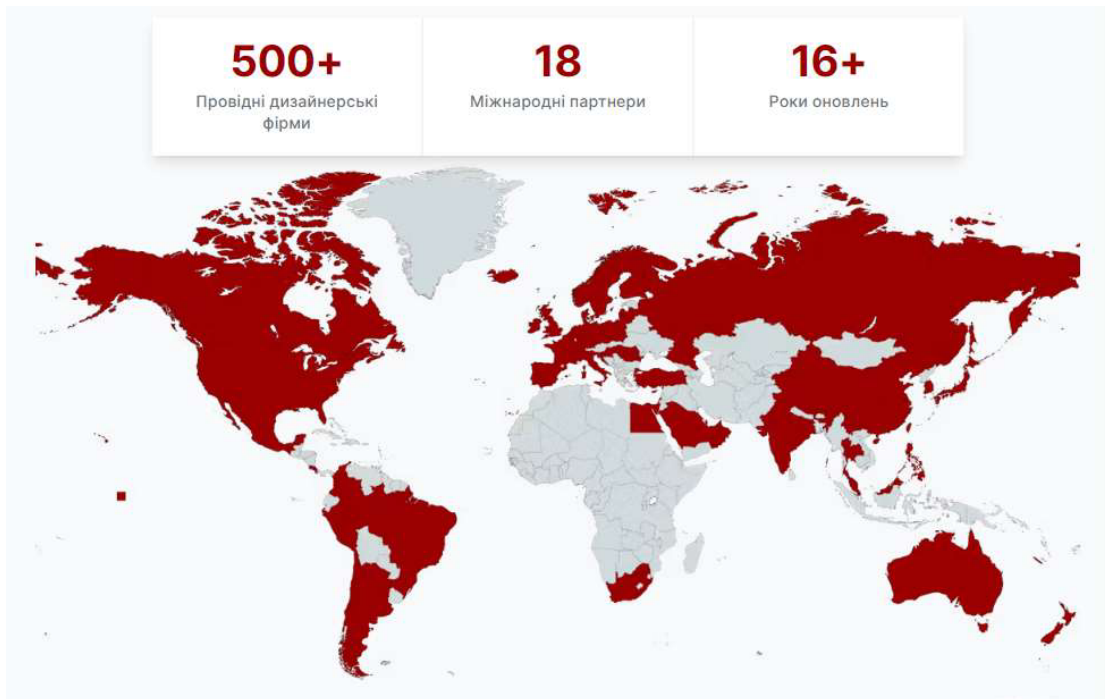 500+
Провідні дизайнерські
фірми
18
Міжнародні партнери
16+
Роки оновлень